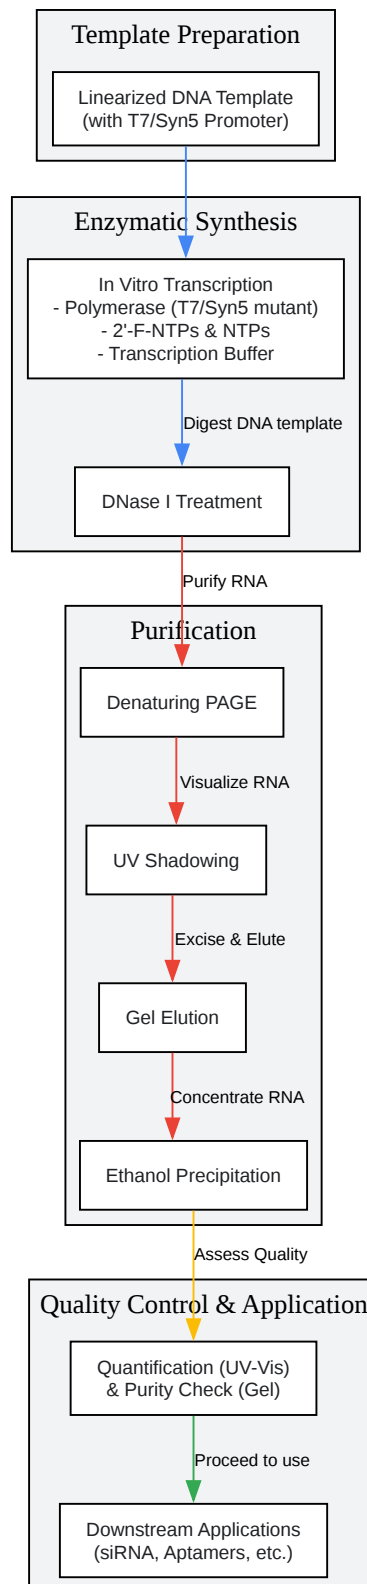 Template Preparation
Linearized DNA Template
(with T7/Syn5 Promoter)
Enzymatic Synthesis
In Vitro Transcription
- Polymerase (T7/Syn5 mutant)
- 2'-F-NTPs & NTPs
- Transcription Buffer
Digest DNA template
DNase I Treatment
Purify RNA
Purification
Denaturing PAGE
Visualize RNA
UV Shadowing
Excise & Elute
Gel Elution
Concentrate RNA
Ethanol Precipitation
Assess Quality
Quality Control & Application
Quantification (UV-Vis)
& Purity Check (Gel)
Proceed to use
Downstream Applications
(siRNA, Aptamers, etc.)